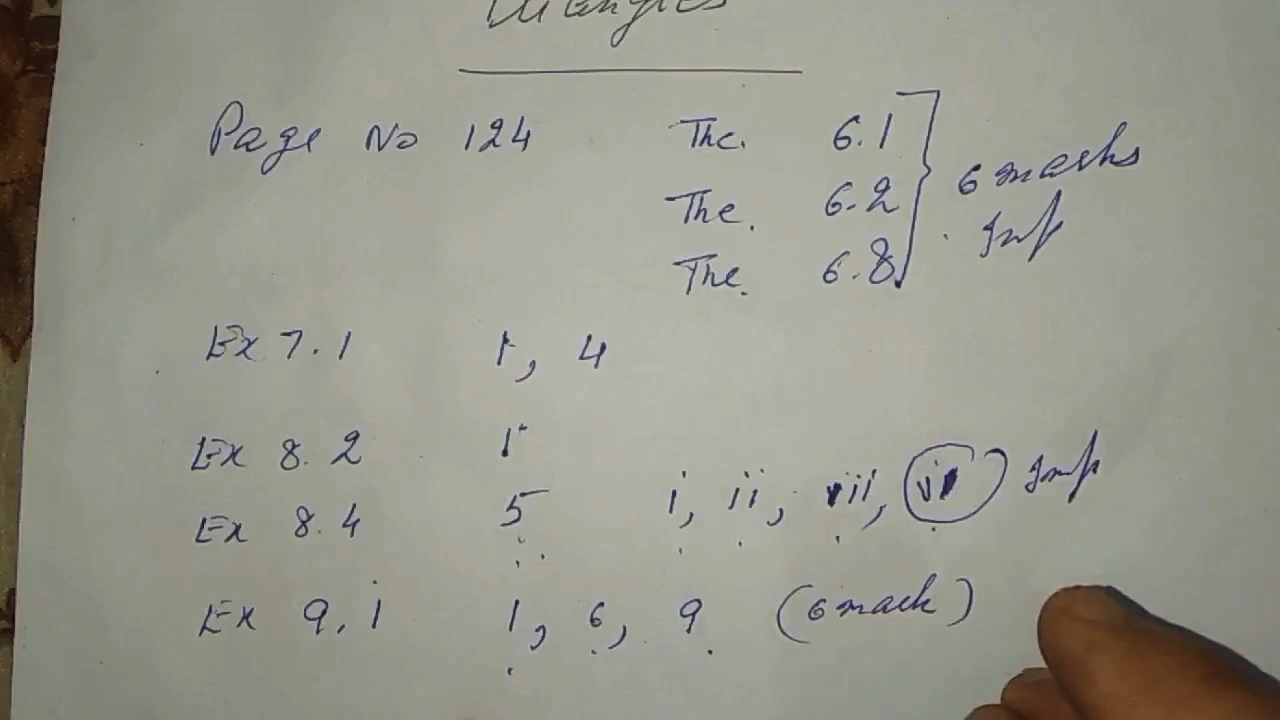 Triangles
Page No 124 The. 6.1
The. 6.2 6 marks
The. 6.8 Imp
Ex 7.1 1, 4
Ex 8.2 1
Ex 8.4 5 i, ii, vii, vi Imp
Ex 9.1 1, 6, 9 (6 mark)